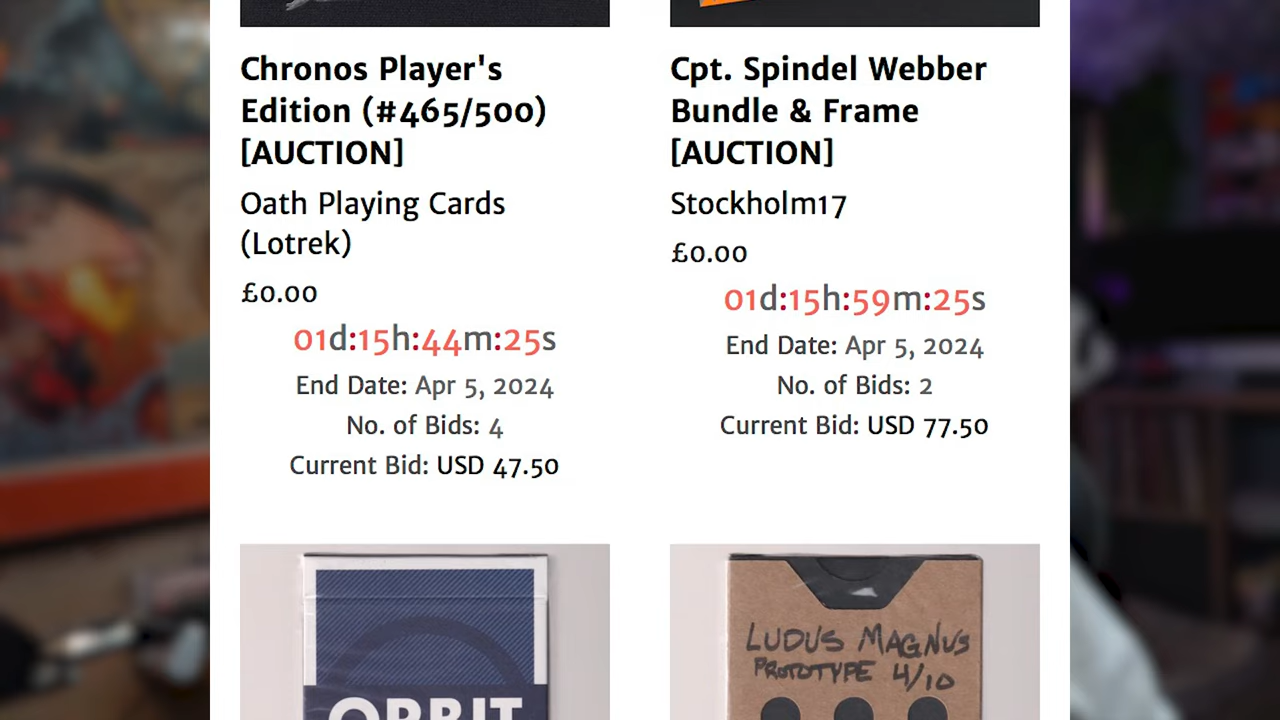 Chronos Player's
Edition (#465/500)
[AUCTION]
Oath Playing Cards
(Lotrek)
£0.00
01d:15h:44m:25s
End Date: Apr 5, 2024
No. of Bids: 4
Current Bid: USD 47.50
Cpt. Spindel Webber
Bundle & Frame
[AUCTION]
Stockholm17
£0.00
01d:15h:59m:25s
End Date: Apr 5, 2024
No. of Bids: 2
Current Bid: USD 77.50
ORBIT
LUDUS MAGNUS
PROTOTYPE 4/10